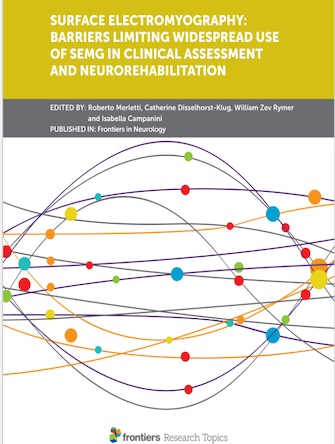 SURFACE ELECTROMYOGRAPHY:
BARRIERS LIMITING WIDESPREAD USE
OF SEMG IN CLINICAL ASSESSMENT
AND NEUROREHABILITATION
EDITED BY: Roberto Merletti, Catherine Disselhorst-Klug, William Zev Rymer
and Isabella Campanini
PUBLISHED IN: Frontiers in Neurology
frontiers Research Topics